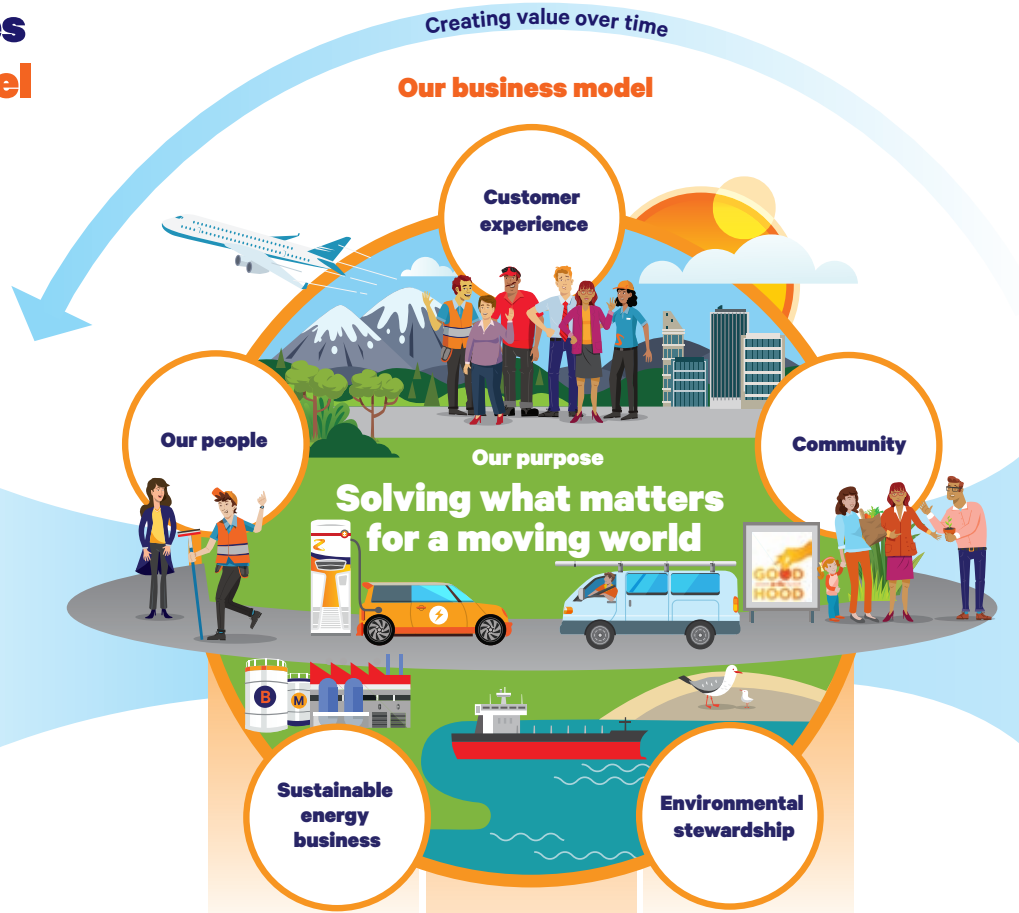 Creating value over time
Our business model
Customer
experience
Our people
Community
Our purpose
Solving what matters
for a moving world
Z
GOOD
HOOD
B
M
Sustainable
energy
business
Environmental
stewardship